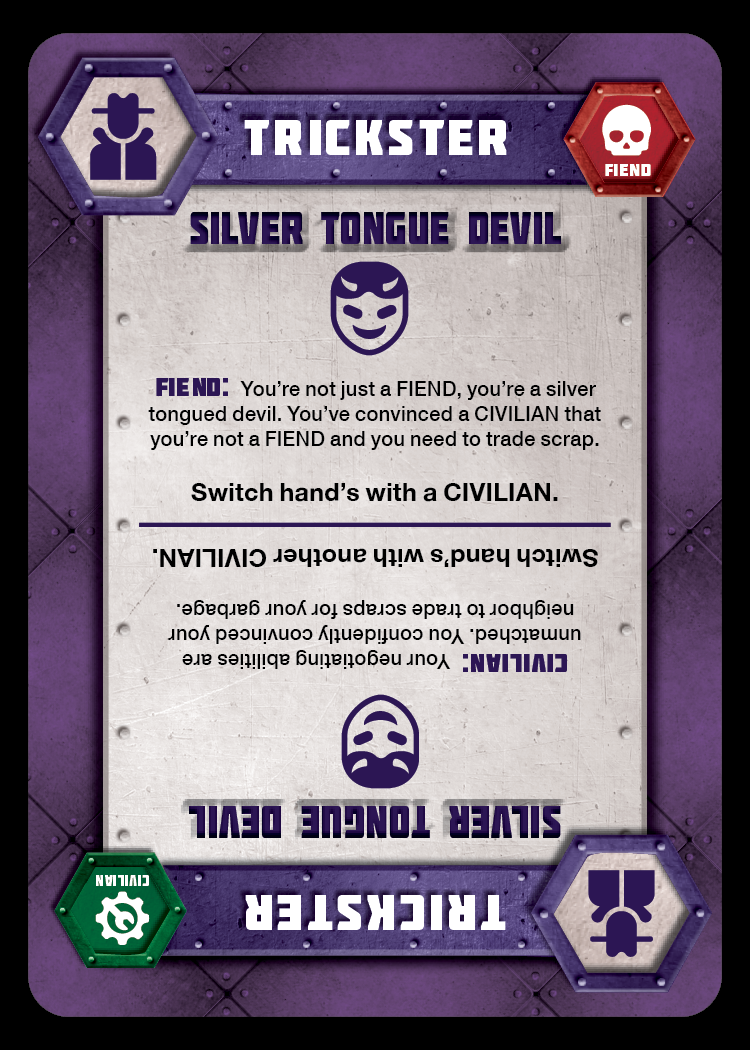 TRICKSTER
FIEND
SILVER TONGUE DEVIL
FIEND: You're not just a FIEND, you're a silver
tongued devil. You've convinced a CIVILIAN that
you're not a FIEND and you need to trade scrap.
Switch hand's with a CIVILIAN.
TRICKSTER
CIVILIAN
SILVER TONGUE DEVIL
CIVILIAN: Your negotiating abilities are
unmatched. You confidently convinced you
neighbor to trade scraps for your garbage.
Switch hand's with another CIVILIAN.